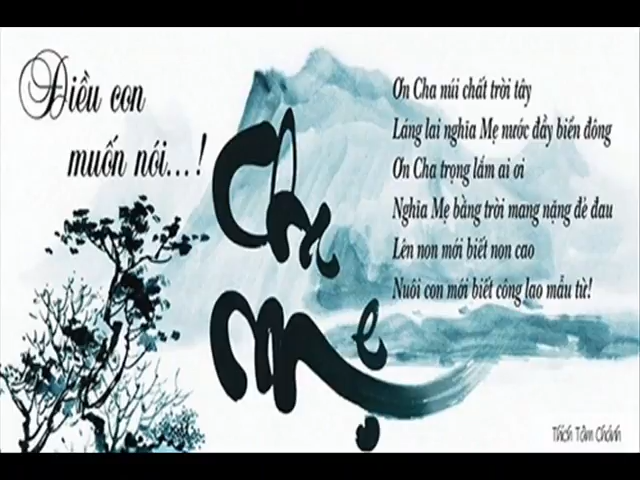 Điều con
muốn nói...!
Cha
Mẹ
Ơn Cha núi chất trời tây
Láng lai nghĩa Mẹ nước đầy biển đông
Ơn Cha trọng lắm ai ơi
Nghĩa Mẹ bằng trời mang nặng đẻ đau
Lên non mới biết non cao
Nuôi con mới biết công lao mẫu từ!
Thích Tâm Chánh